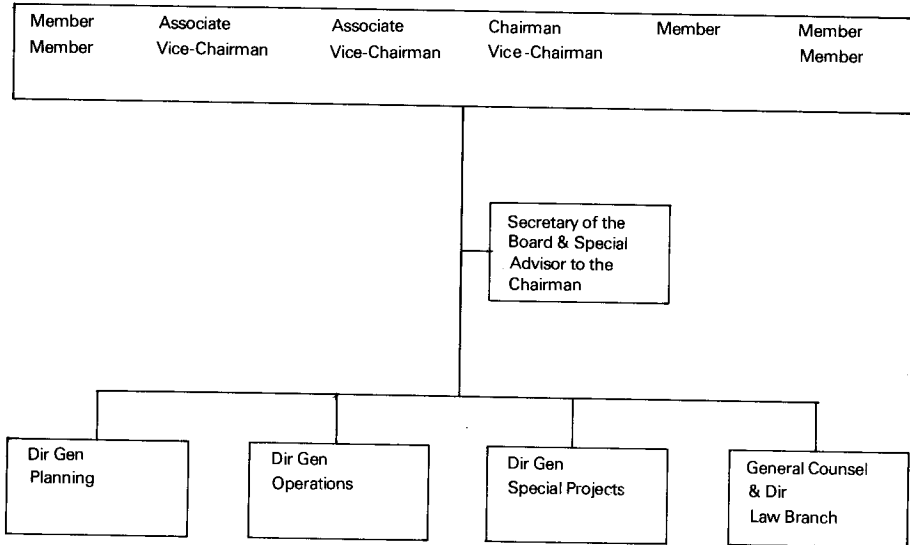 Member Associate Associate Chairman Member Member
Member Vice-Chairman Vice-Chairman Vice-Chairman Member
Secretary of the
Board & Special
Advisor to the
Chairman
Dir Gen
Planning
Dir Gen
Operations
Dir Gen
Special Projects
General Counsel
& Dir
Law Branch